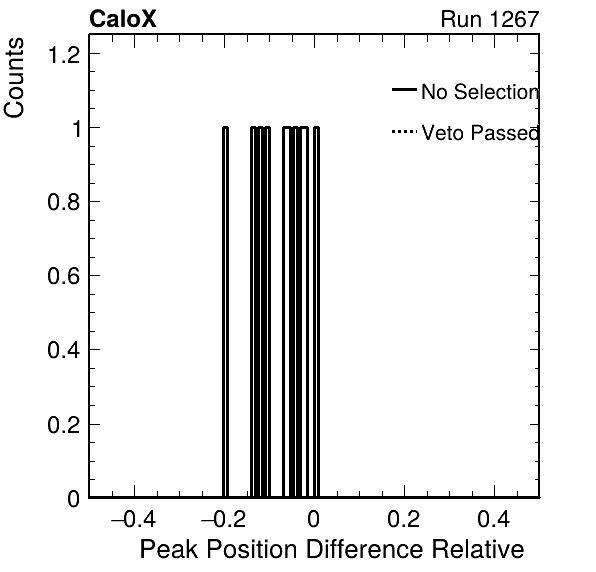 CaloX
Run 1267
Counts
1.2
1
0.8
0.6
0.4
0.2
0
No Selection
Veto Passed
−0.4
−0.2
0
0.2
0.4
Peak Position Difference Relative